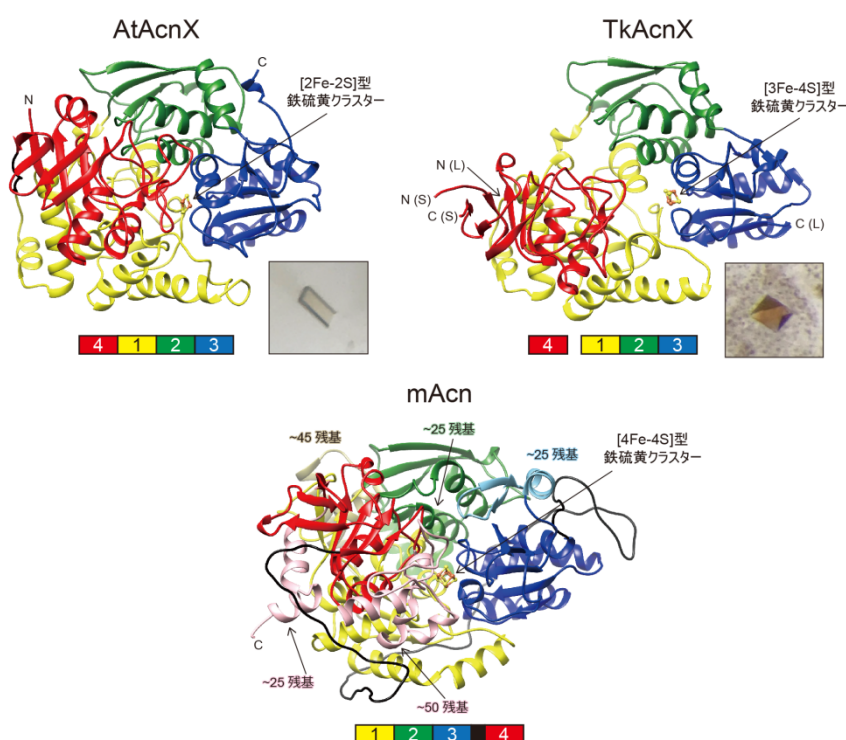 AtAcnX
TkAcnX
C
[2Fe-2S]型
鉄硫黄クラスター
N
[3Fe-4S]型
鉄硫黄クラスター
N (L)
N (S)
C (S)
C (L)
4 1 2 3
4 1 2 3
mAcn
~45 残基
~25 残基
~25 残基
[4Fe-4S]型
鉄硫黄クラスター
C
~25 残基
~50 残基
1 2 3 4